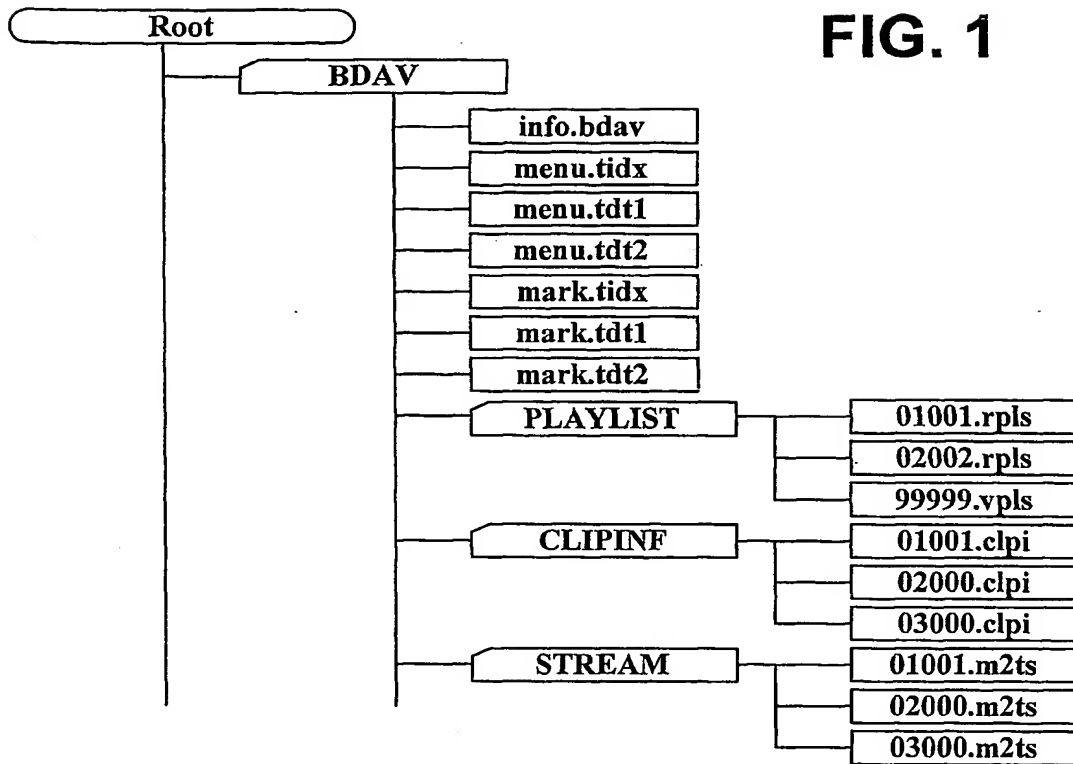 FIG. 1
Root
BDAV
info.bdav
menu.tidx
menu.tdt1
menu.tdt2
mark.tidx
mark.tdt1
mark.tdt2
PLAYLIST
01001.rpls
02002.rpls
99999.vpls
CLIPINF
01001.clpi
02000.clpi
03000.clpi
STREAM
01001.m2ts
02000.m2ts
03000.m2ts